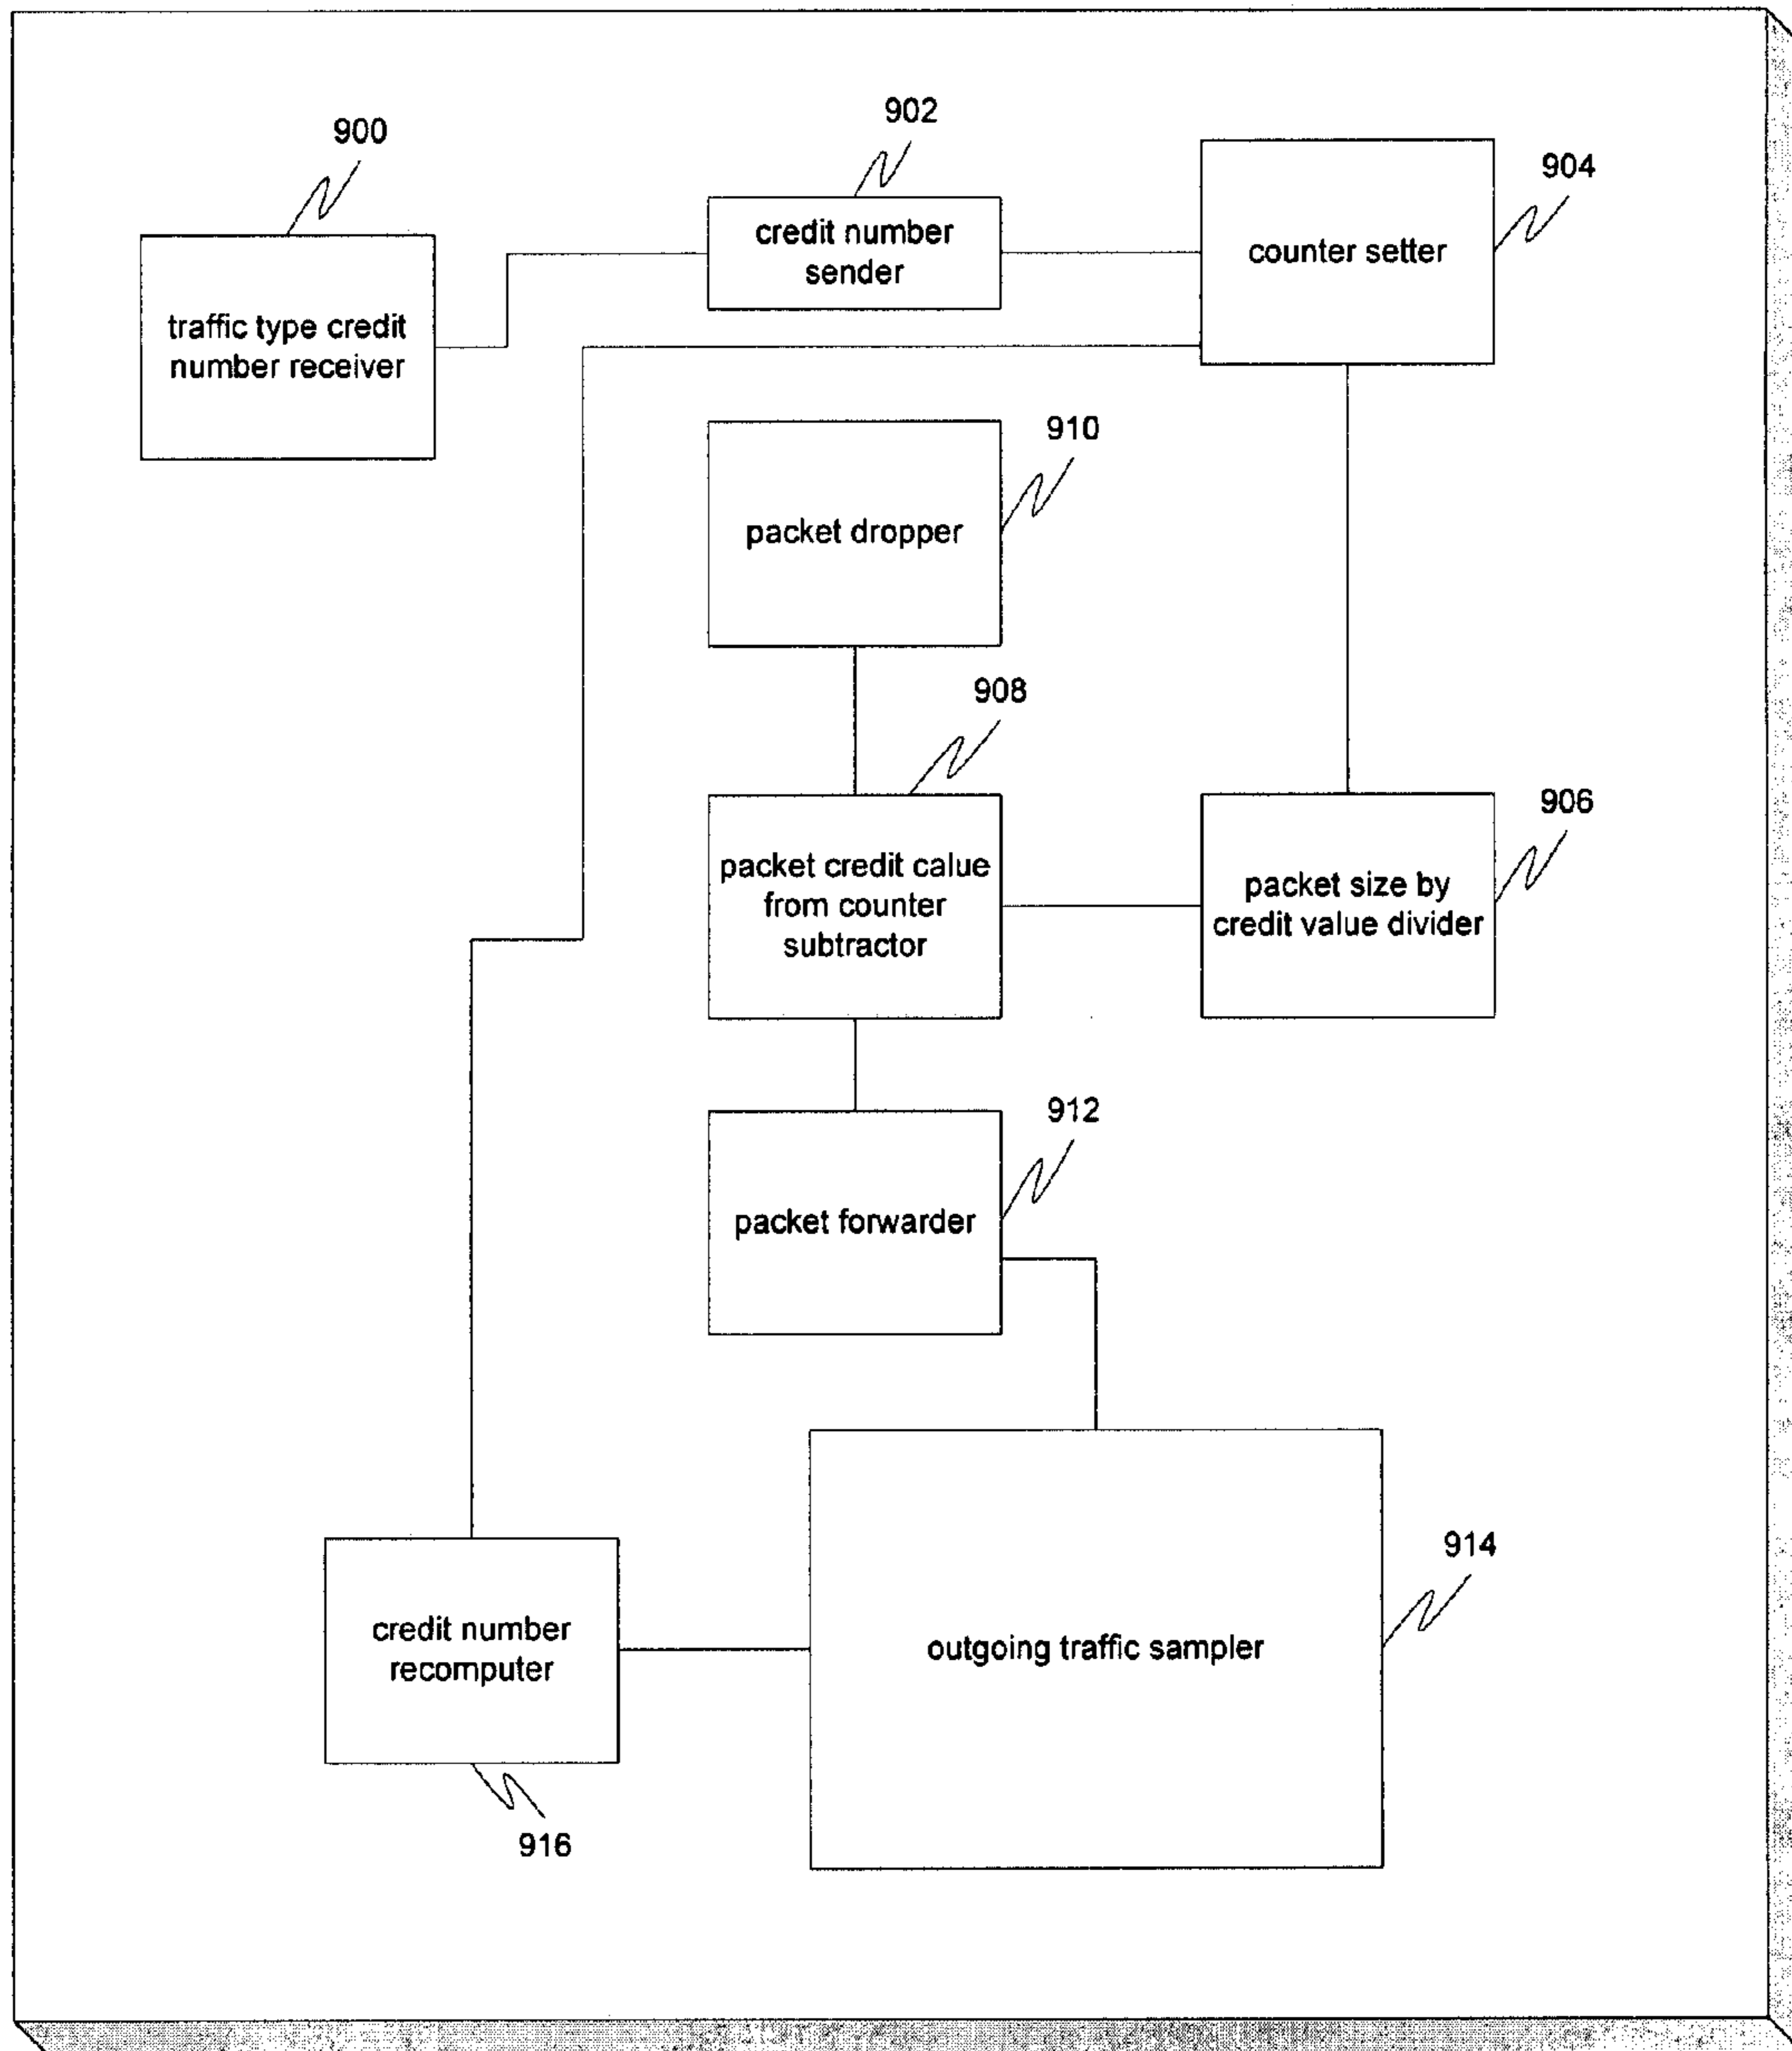 900
902
904
traffic type credit
number receiver
credit number
sender
counter setter
910
packet dropper
908
906
packet credit calue
from counter
subtractor
packet size by
credit value divider
912
packet forwarder
914
credit number
recomputer
outgoing traffic sampler
916